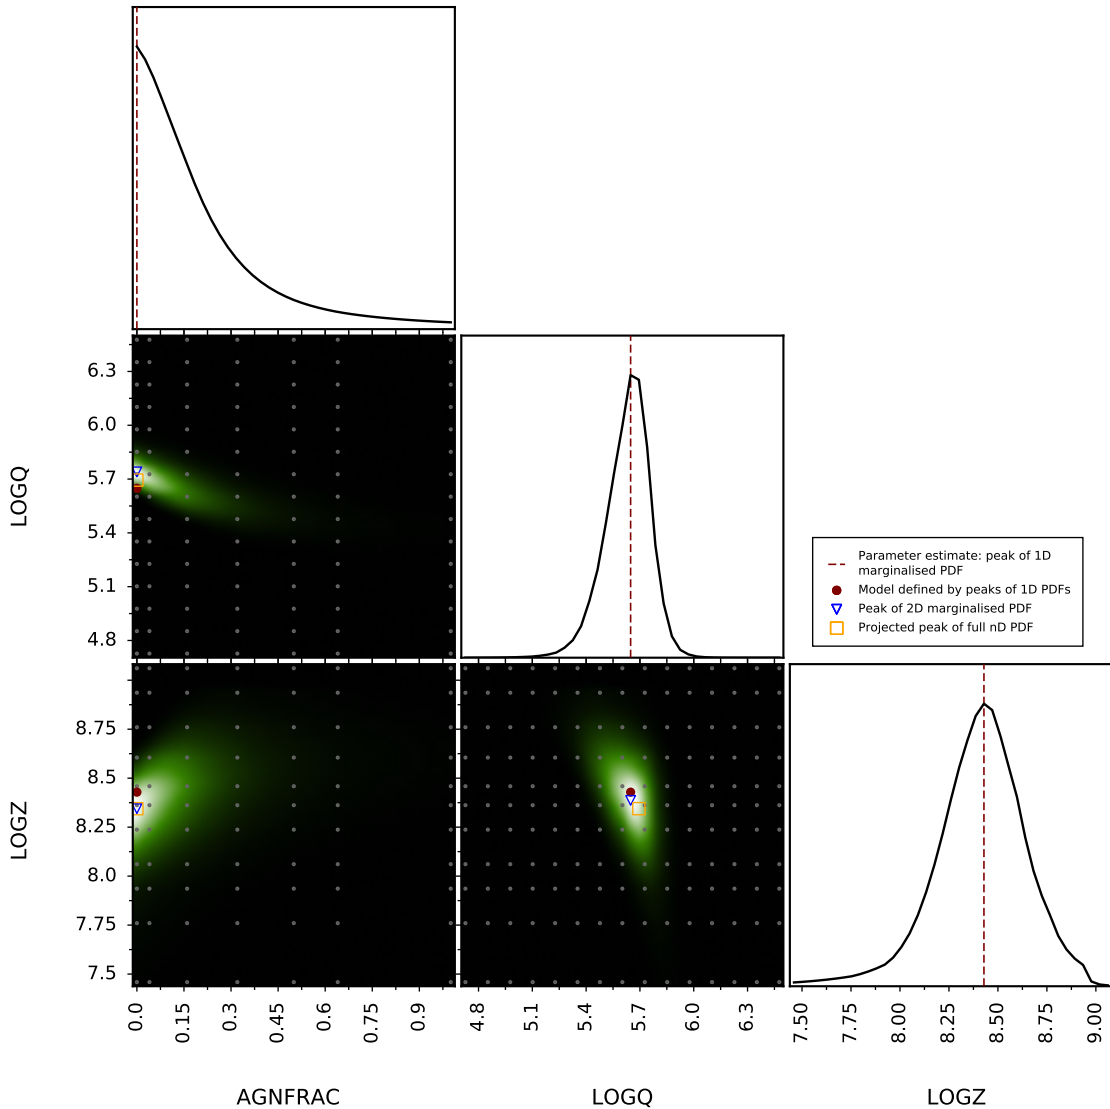 6.3
6.0
5.7
5.4
5.1
4.8
LOGQ
Parameter estimate: peak of 1D
marginalised PDF
Model defined by peaks of 1D PDFs
Peak of 2D marginalised PDF
Projected peak of full nD PDF
8.75
8.5
8.25
8.0
7.75
7.5
LOGZ
0.0 0.15 0.3 0.45 0.6 0.75 0.9
4.8 5.1 5.4 5.7 6.0 6.3
7.50 7.75 8.00 8.25 8.50 8.75 9.00
AGNFRAC
LOGQ
LOGZ